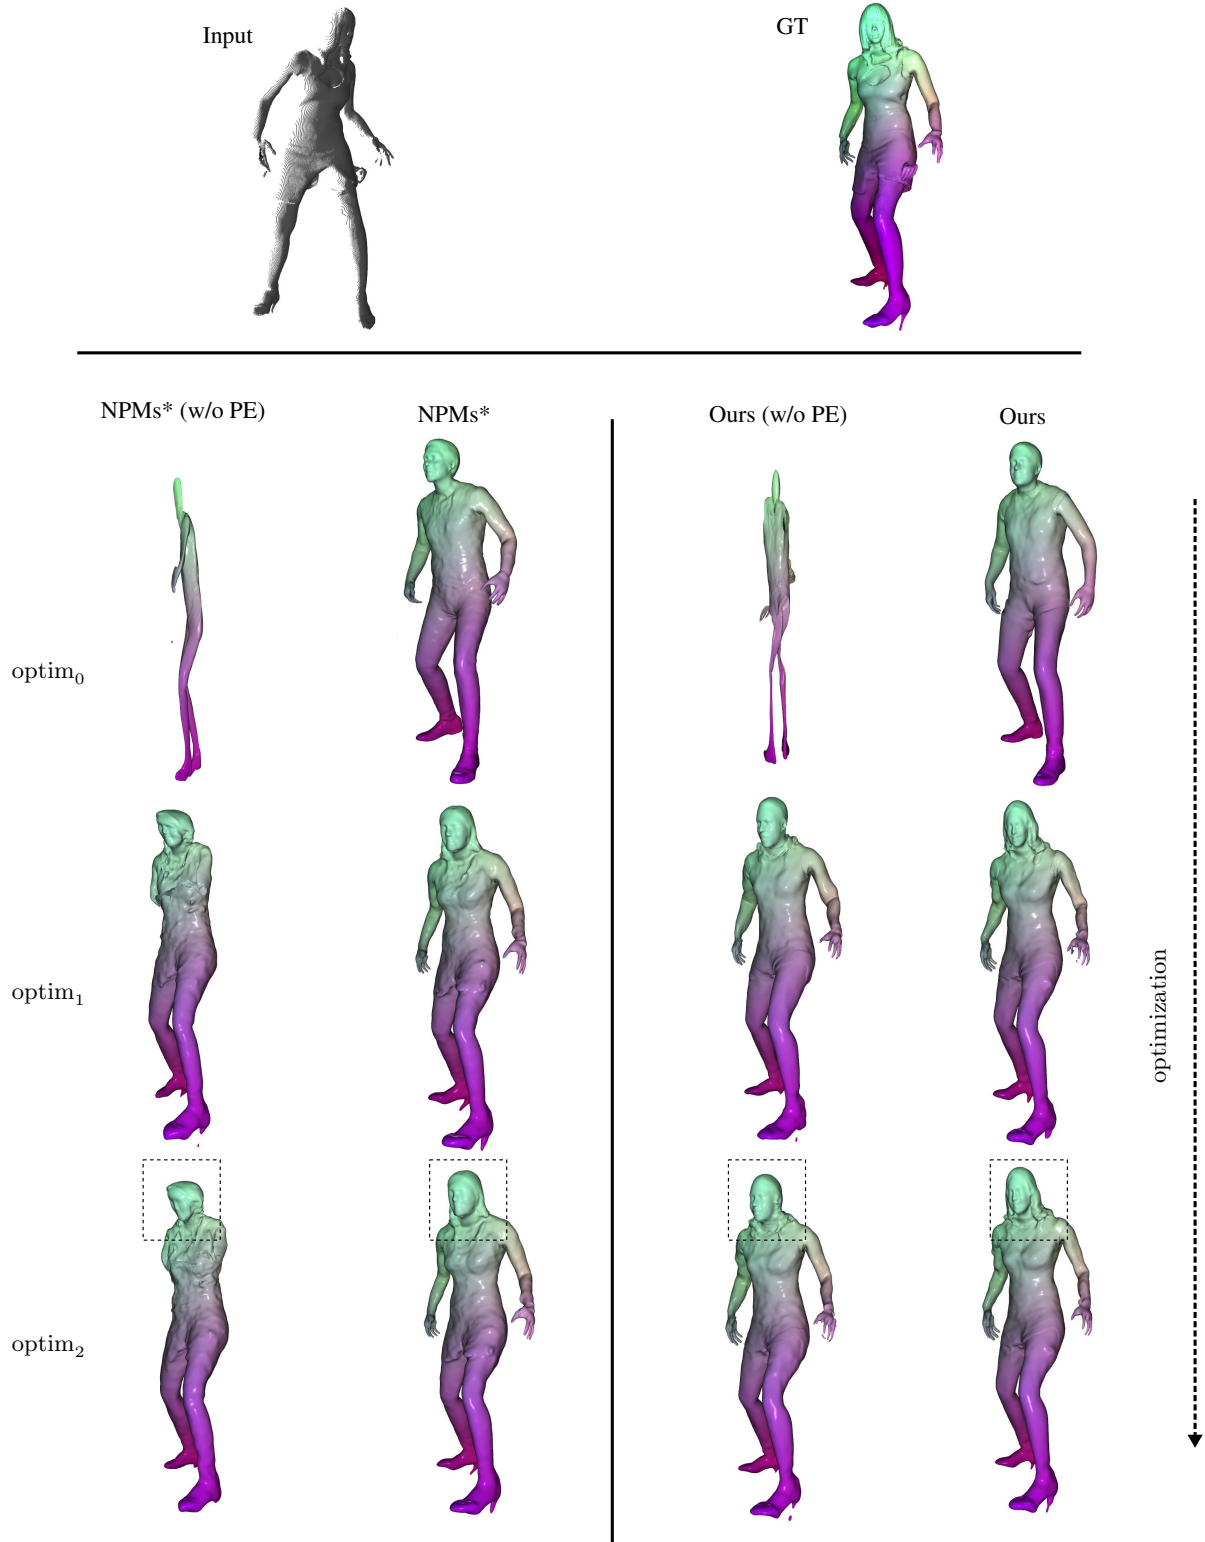 Input
GT
NPMs* (w/o PE)
NPMs*
Ours (w/o PE)
Ours
optim₀
optim₁
optimization
optim₂